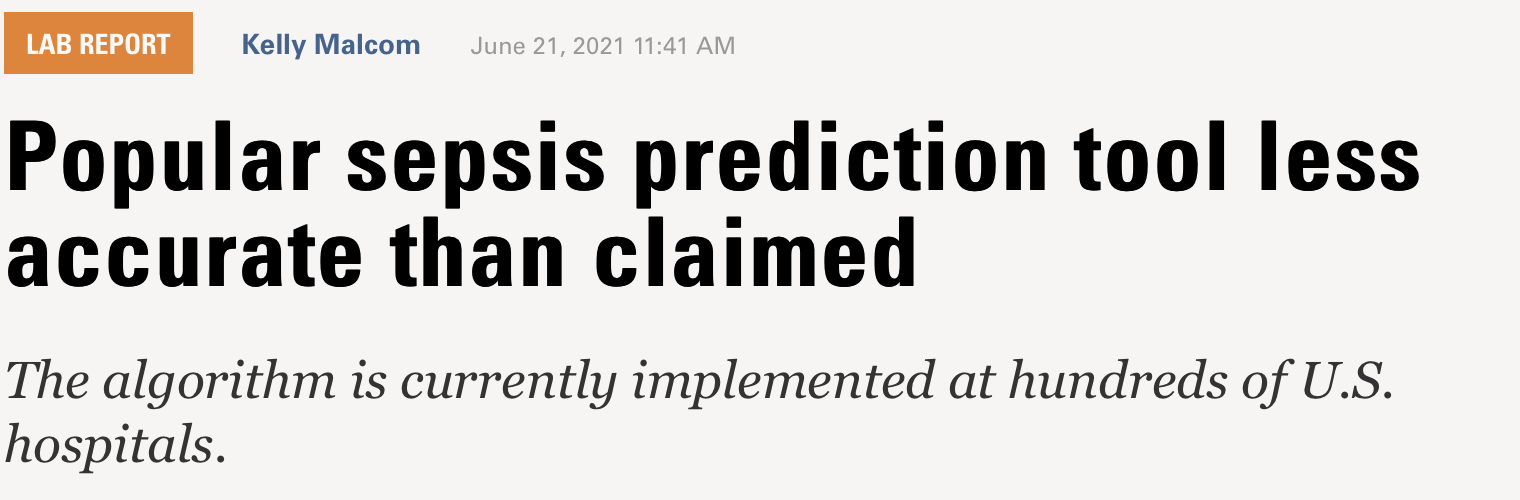 LAB REPORT Kelly Malcom June 21, 2021 11:41 AM
Popular sepsis prediction tool less
accurate than claimed
The algorithm is currently implemented at hundreds of U.S.
hospitals.